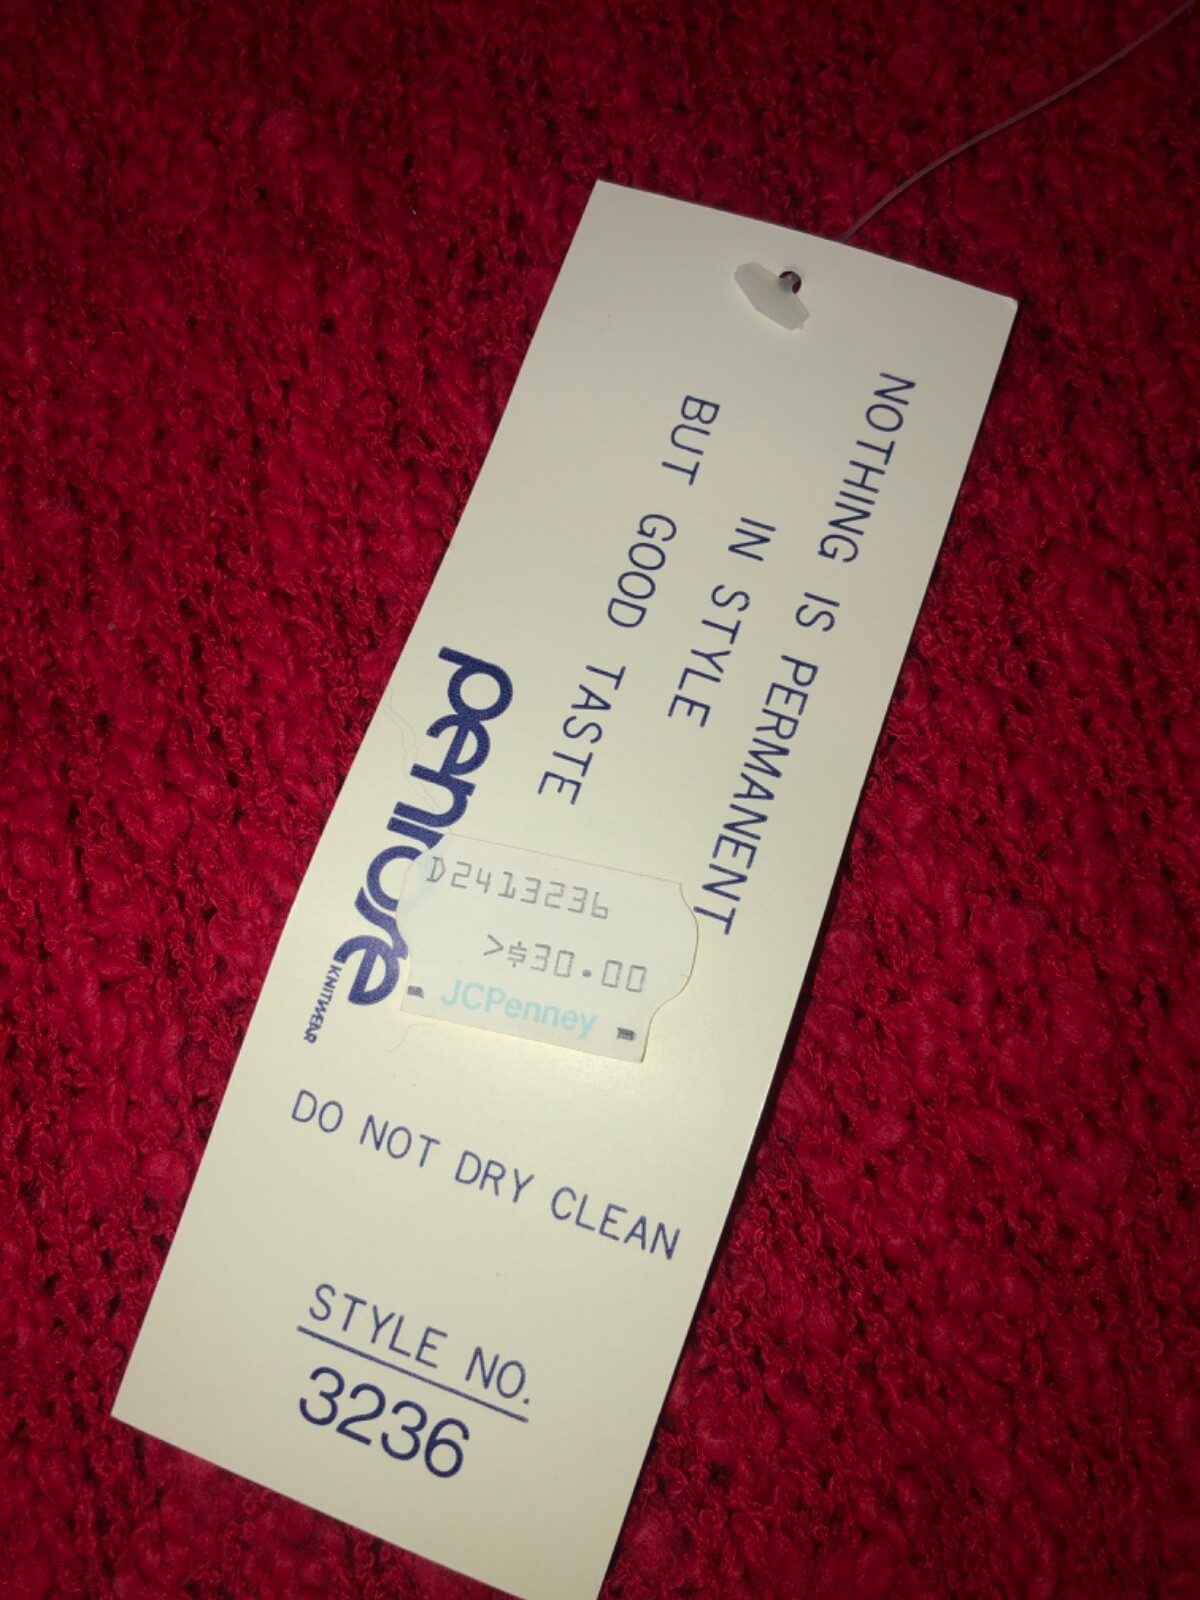 NOTHING IS PERMANENT
IN STYLE
BUT GOOD TASTE
penrose
KNITWEAR
D2413236
>$30.00
JCPenney
DO NOT DRY CLEAN
STYLE NO.
3236